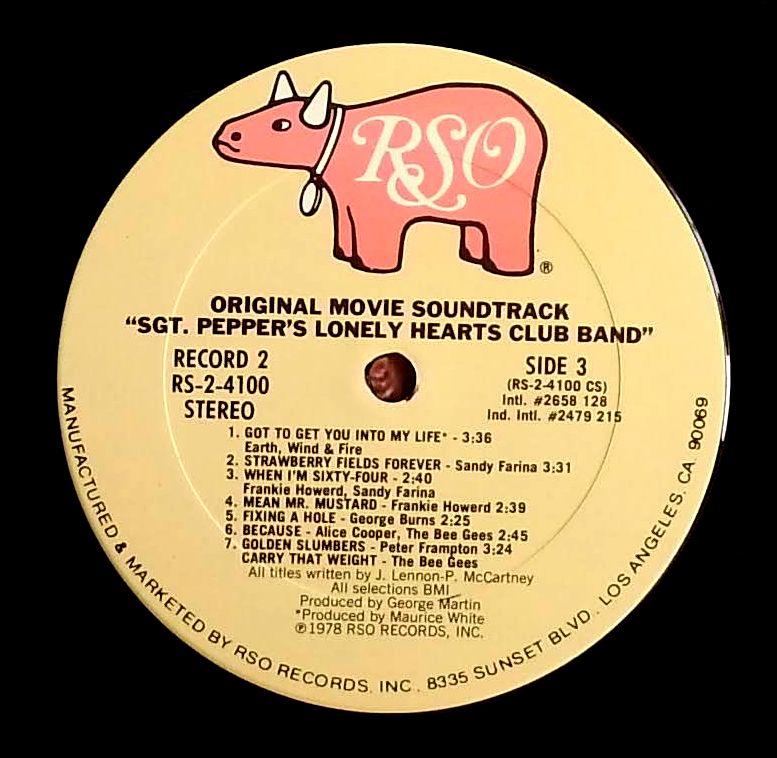 RSO
®
ORIGINAL MOVIE SOUNDTRACK
“SGT. PEPPER'S LONELY HEARTS CLUB BAND”
RECORD 2
RS-2-4100
STEREO
SIDE 3
(RS-2-4100 CS)
Intl. #2658 128
Ind. Intl. #2479 215
1. GOT TO GET YOU INTO MY LIFE* - 3:36
Earth, Wind & Fire
2. STRAWBERRY FIELDS FOREVER - Sandy Farina 3:31
3. WHEN I'M SIXTY-FOUR - 2:40
Frankie Howerd, Sandy Farina
4. MEAN MR. MUSTARD - Frankie Howerd 2:39
5. FIXING A HOLE - George Burns 2:25
6. BECAUSE - Alice Cooper, The Bee Gees 2:45
7. GOLDEN SLUMBERS - Peter Frampton 3:24
CARRY THAT WEIGHT - The Bee Gees
All titles written by J. Lennon-P. McCartney
All selections BMI
Produced by George Martin
*Produced by Maurice White
℗1978 RSO RECORDS, INC.
MANUFACTURED & MARKETED BY RSO RECORDS, INC. 8335 SUNSET BLVD., LOS ANGELES, CA. 90069